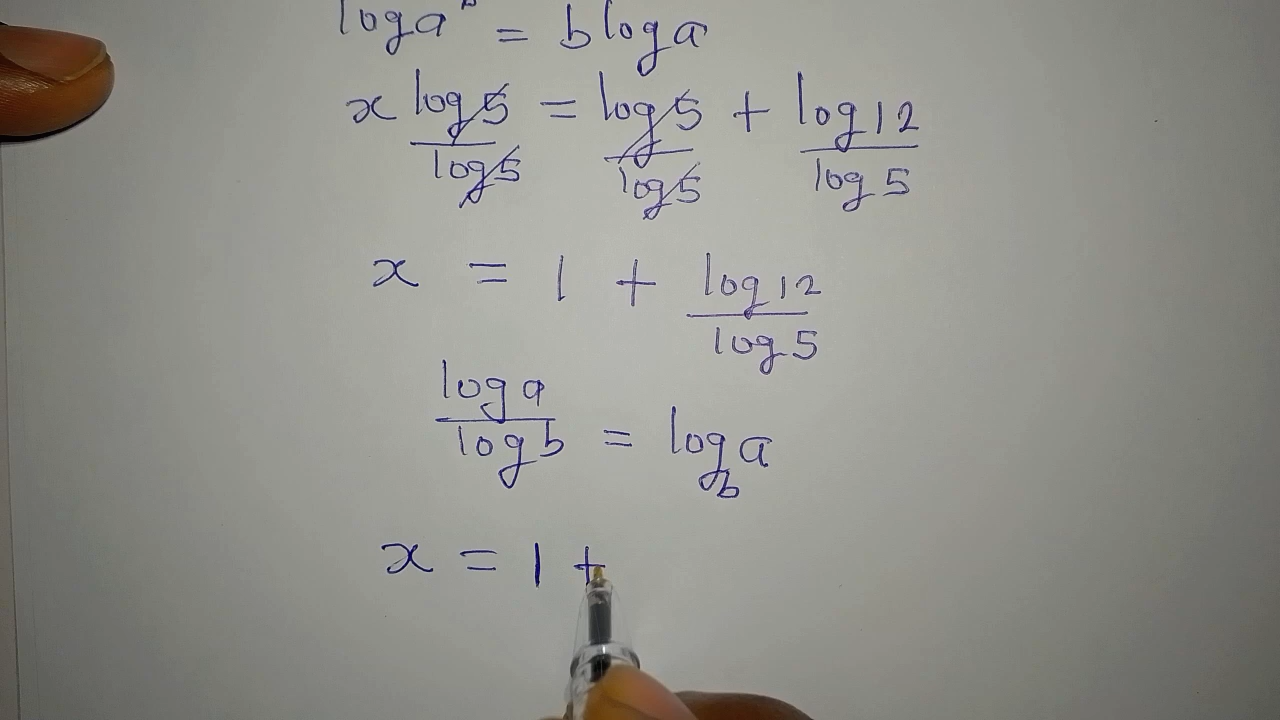 log a^b = b log a
x log 5 / log 5 = log 5 / log 5 + log 12 / log 5
x = 1 + log 12 / log 5
log a / log b = log_b a
x = 1 +